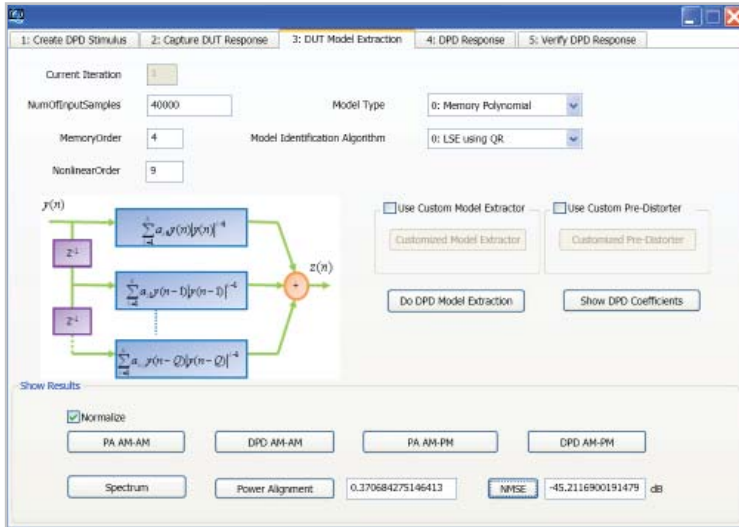 1: Create DPD Stimulus 2: Capture DUT Response 3: DUT Model Extraction 4: DPD Response 5: Verify DPD Response
Current Iteration
NumOfInputSamples 40000 Model Type 0: Memory Polynomial
MemoryOrder 4 Model Identification Algorithm 0: LSE using QR
NonlinearOrder 9
y(n)
Use Custom Model Extractor Use Custom Pre-Distorter
Customized Model Extractor Customized Pre-Distorter
z⁻¹
z(n)
+
Do DPD Model Extraction Show DPD Coefficients
z⁻¹
Show Results
Normalize
PA AM-AM DPD AM-AM PA AM-PM DPD AM-PM
Spectrum Power Alignment 0.370684275146413 NMSE -45.2116900191479 dB